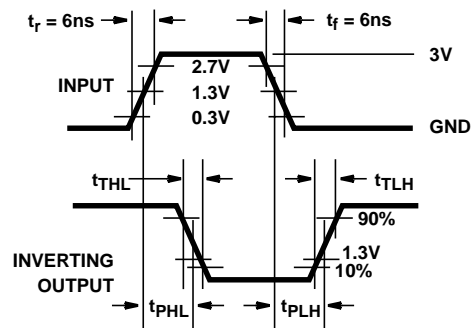 tr = 6ns
tf = 6ns
3V
2.7V
INPUT
1.3V
0.3V
GND
tTHL
tTLH
90%
1.3V
INVERTING
OUTPUT
10%
tPHL
tPLH